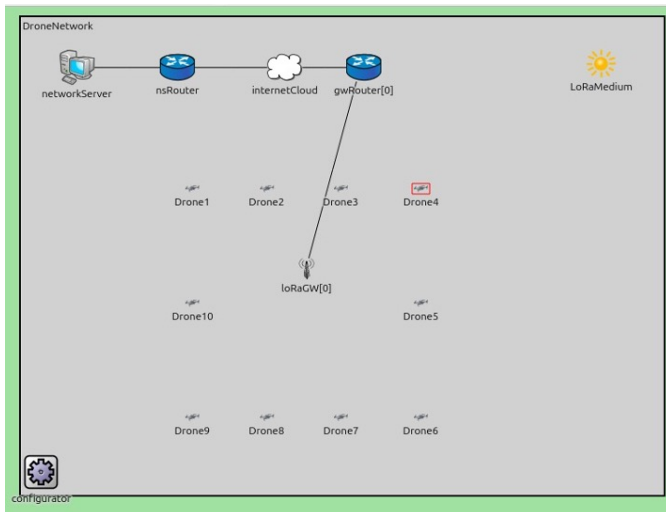 DroneNetwork
networkServer
nsRouter
internetCloud
gwRouter[0]
LoRaMedium
Drone1
Drone2
Drone3
Drone4
loRaGW[0]
Drone10
Drone5
Drone9
Drone8
Drone7
Drone6
configurator